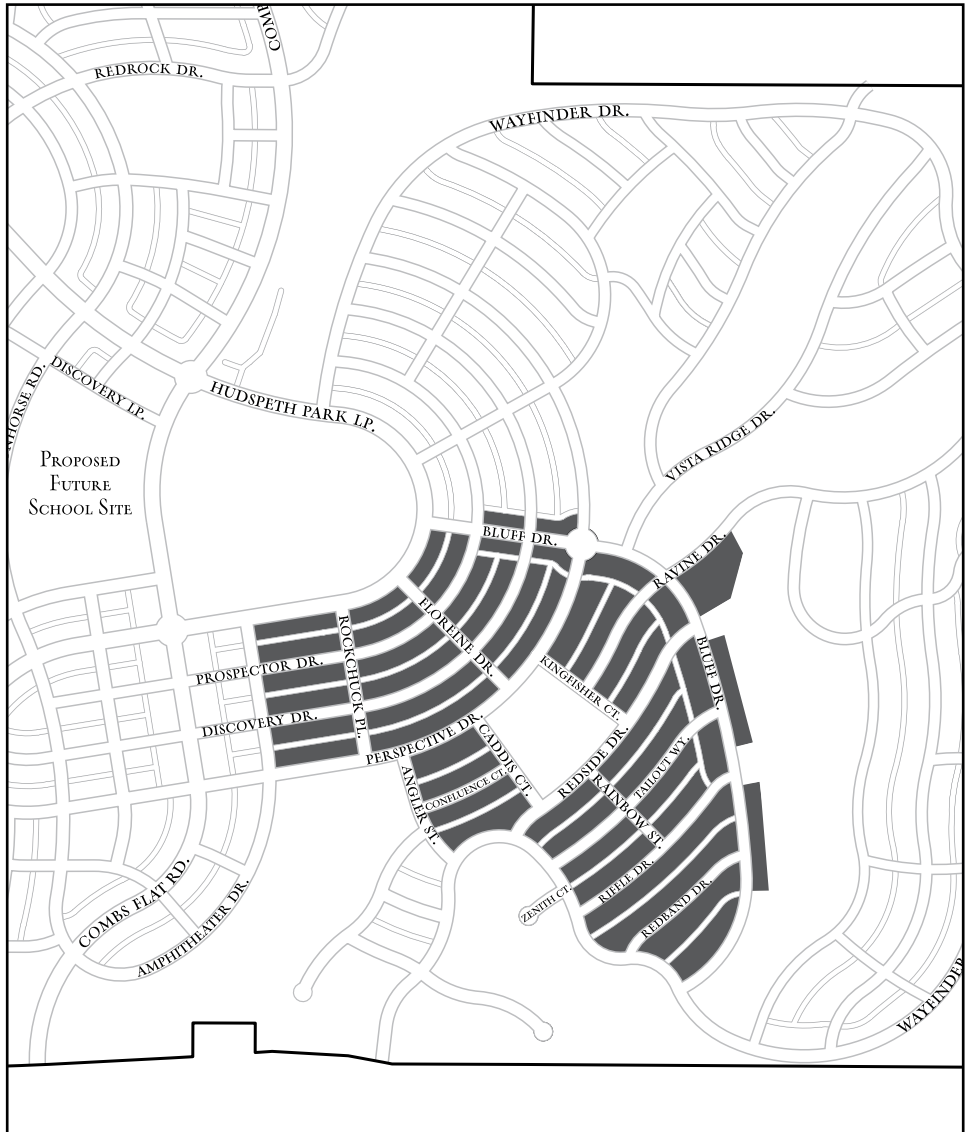 COMB
REDROCK DR.
WAYFINDER DR.
NHORSE RD.
DISCOVERY LP.
HUDSPETH PARK LP.
VISTA RIDGE DR.
PROPOSED
FUTURE
SCHOOL SITE
BLUFF DR.
RAVINE DR.
ROCKCHUCK PL.
FLOREINE DR.
PROSPECTOR DR.
KINGFISHER CT.
BLUFF DR.
DISCOVERY DR.
PERSPECTIVE DR.
CADDIS CT.
REDSIDE DR.
TAILOUT WY.
ANGLER ST.
CONFLUENCE CT.
RAINBOW ST.
COMBS FLAT RD.
RIFFLE DR.
ZENITH CT.
REDBAND DR.
AMPHITHEATER DR.
WAYFINDER